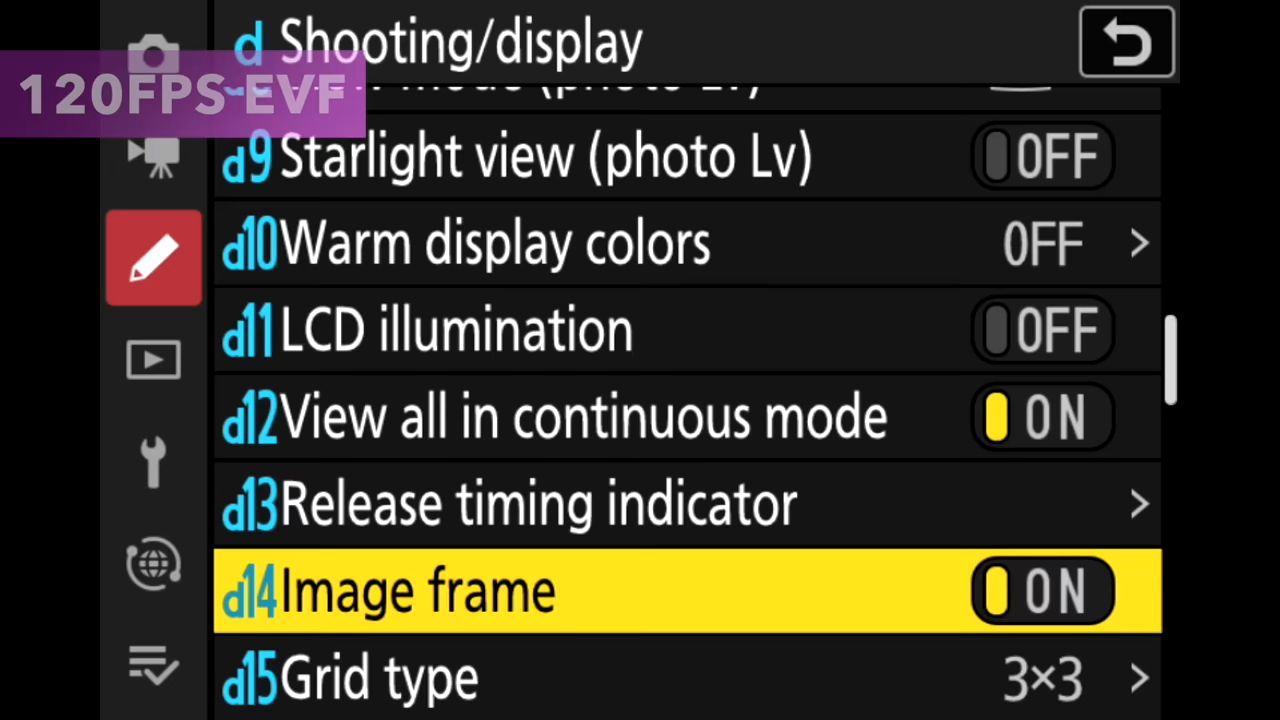 d Shooting/display
120FPS EVF
d9 Starlight view (photo Lv) OFF
d10 Warm display colors OFF >
d11 LCD illumination OFF
d12 View all in continuous mode ON
d13 Release timing indicator >
d14 Image frame ON
d15 Grid type 3×3 >